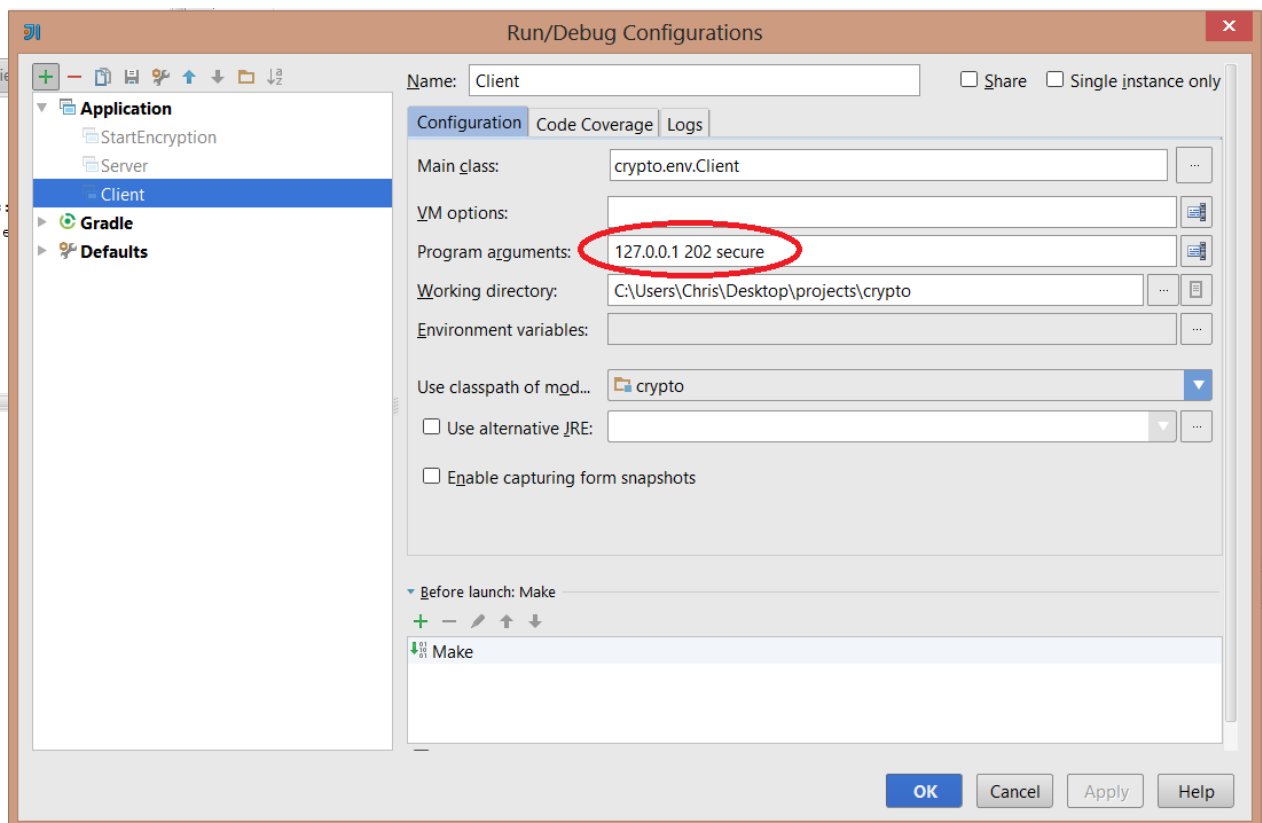 Run/Debug Configurations
Name: Client
Share
Single instance only
Application
StartEncryption
Server
Client
Gradle
Defaults
Configuration
Code Coverage
Logs
Main class: crypto.env.Client
VM options:
Program arguments: 127.0.0.1 202 secure
Working directory: C:\Users\Chris\Desktop\projects\crypto
Environment variables:
Use classpath of mod... crypto
Use alternative JRE:
Enable capturing form snapshots
Before launch: Make
Make
OK
Cancel
Apply
Help